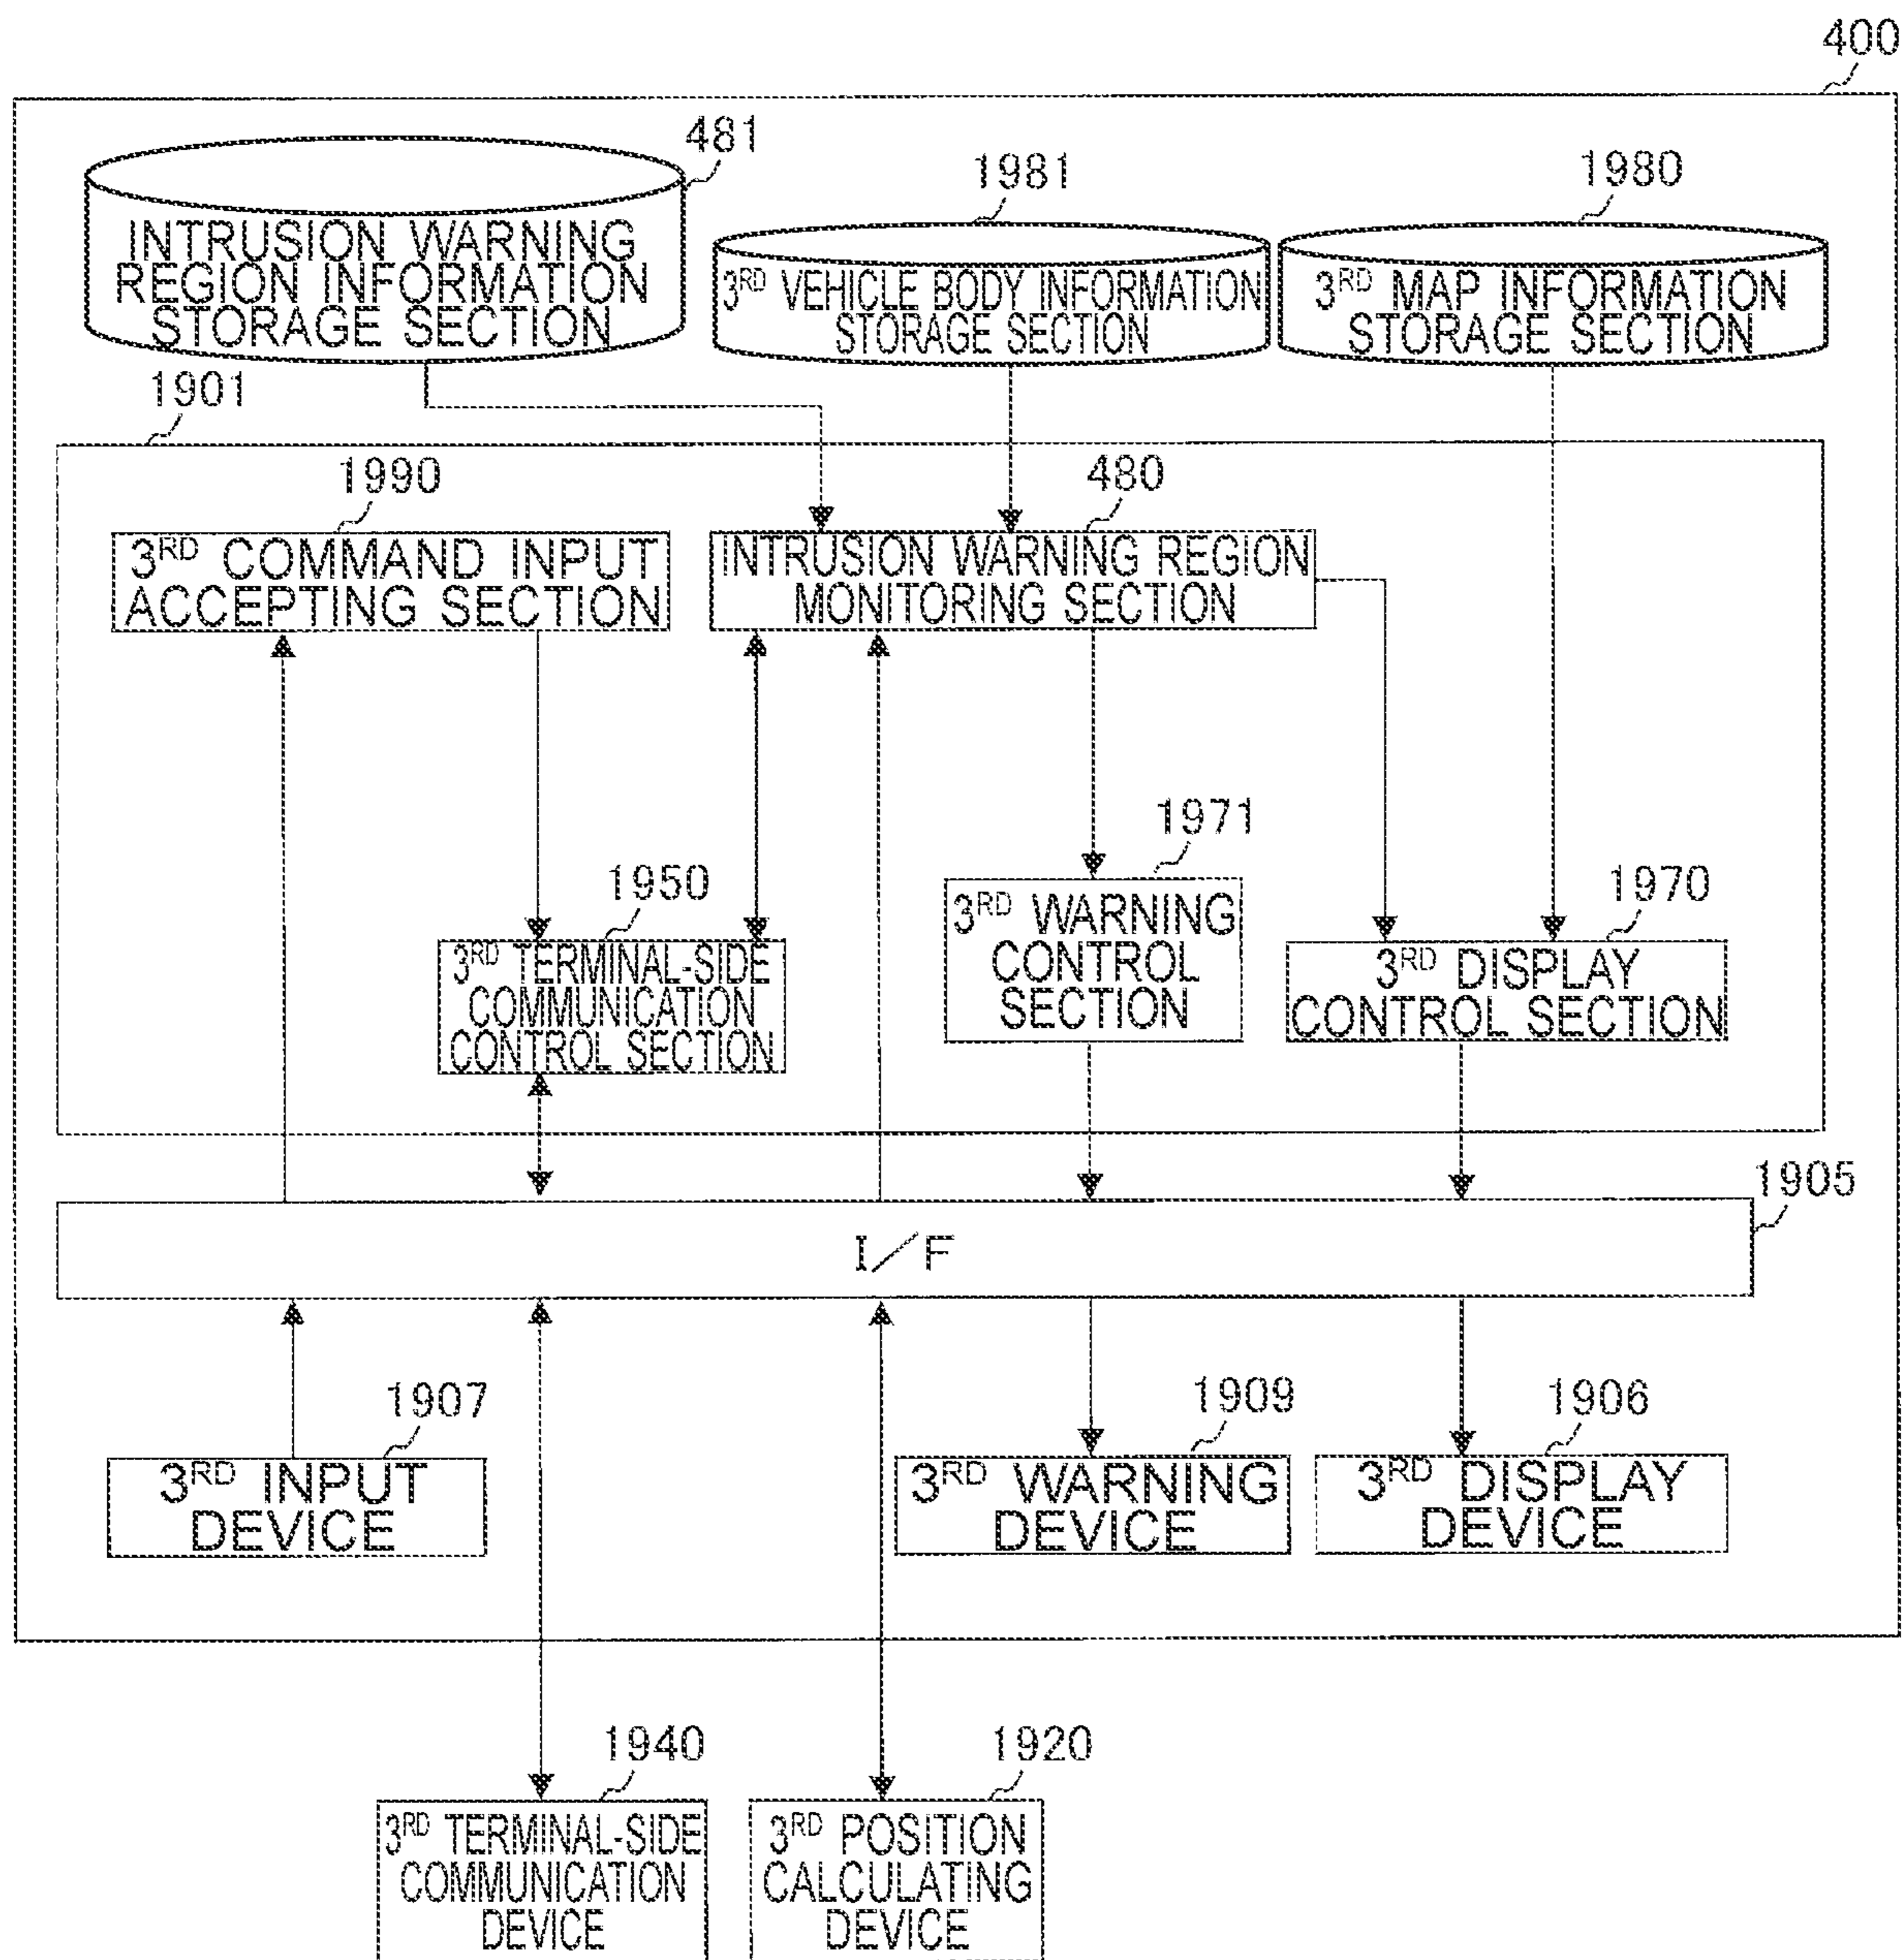 400
481
INTRUSION WARNING
REGION INFORMATION
STORAGE SECTION
1981
3RD VEHICLE BODY INFORMATION
STORAGE SECTION
1980
3RD MAP INFORMATION
STORAGE SECTION
1901
1990
3RD COMMAND INPUT
ACCEPTING SECTION
480
INTRUSION WARNING REGION
MONITORING SECTION
1950
3RD TERMINAL-SIDE
COMMUNICATION
CONTROL SECTION
1971
3RD WARNING
CONTROL
SECTION
1970
3RD DISPLAY
CONTROL SECTION
1905
I/F
1907
3RD INPUT
DEVICE
1909
3RD WARNING
DEVICE
1906
3RD DISPLAY
DEVICE
1940
3RD TERMINAL-SIDE
COMMUNICATION
DEVICE
1920
3RD POSITION
CALCULATING
DEVICE